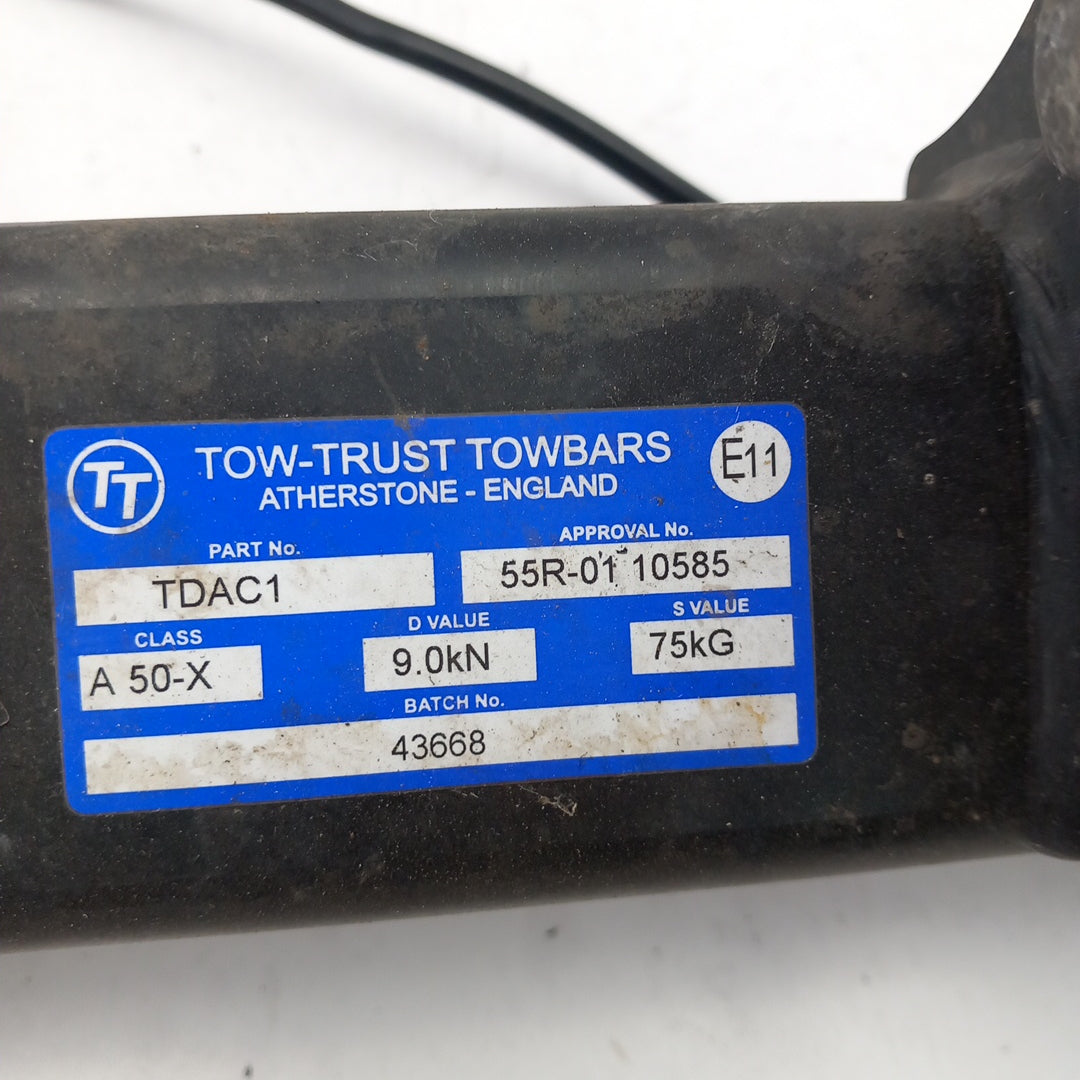 TT
TOW-TRUST TOWBARS
E11
ATHERSTONE - ENGLAND
PART No.
APPROVAL No.
TDAC1
55R-01 10585
CLASS
D VALUE
S VALUE
A 50-X
9.0kN
75kG
BATCH No.
43668